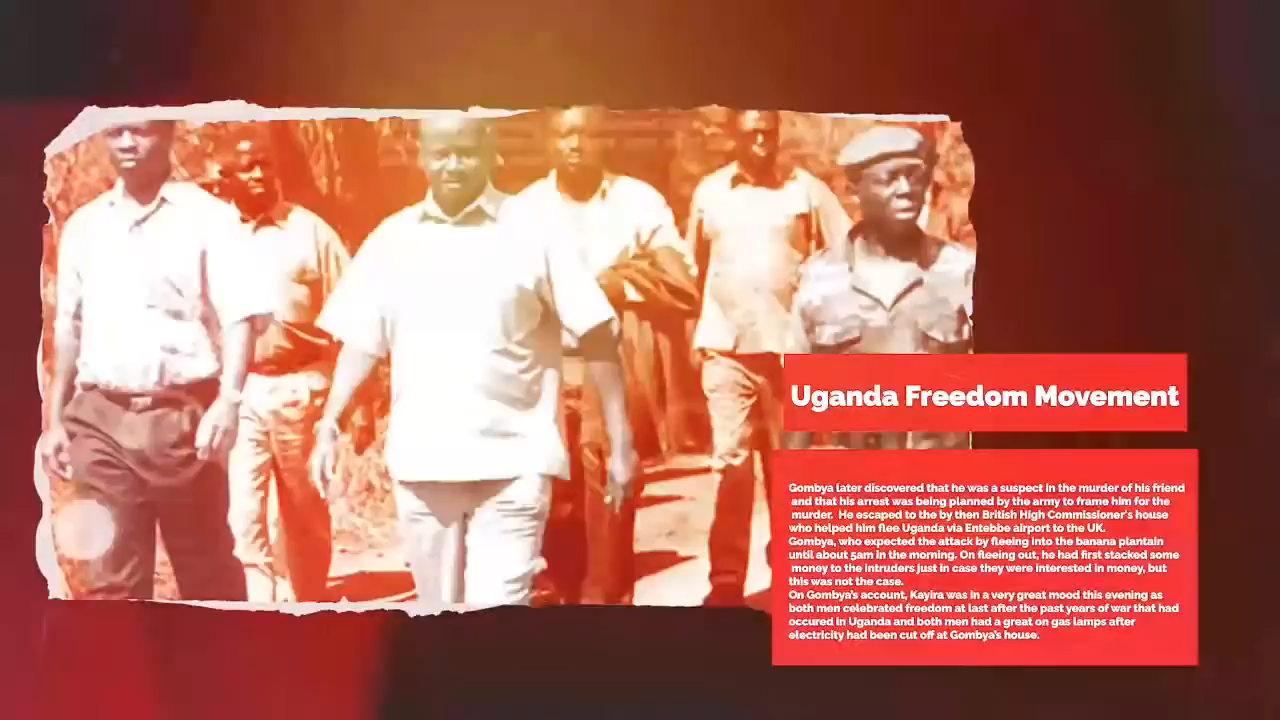 Uganda Freedom Movement
Gombya later discovered that he was a suspect in the murder of his friend
and that his arrest was being planned by the army to frame him for the
murder. He escaped to the by then British High Commissioner's house
who helped him flee Uganda via Entebbe airport to the UK.
Gombya, who expected the attack by fleeing into the banana plantain
until about 5am in the morning. On fleeing out, he had first stacked some
money to the intruders just in case they were interested in money, but
this was not the case.
On Gombya's account, Kayira was in a very great mood this evening as
both men celebrated freedom at last after the past years of war that had
occured in Uganda and both men had a great on gas lamps after
electricity had been cut off at Gombya's house.